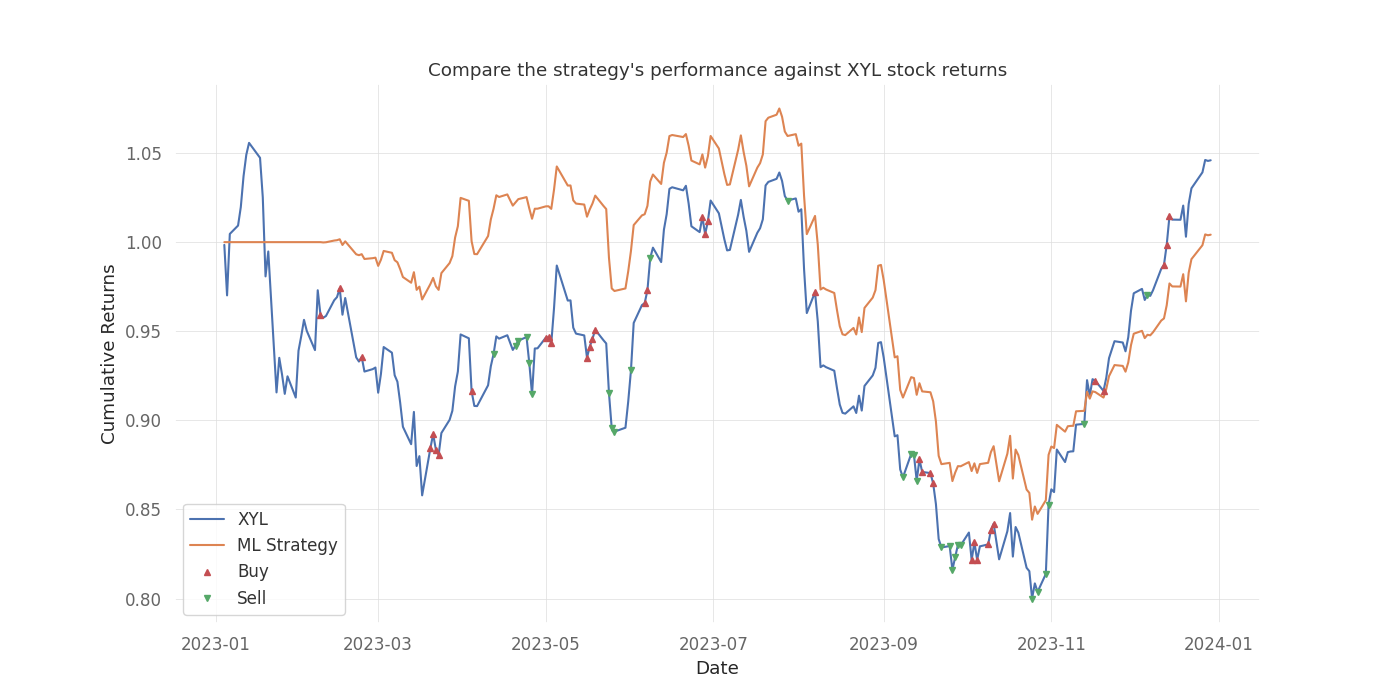 Compare the strategy's performance against XYL stock returns
Cumulative Returns
1.05
1.00
0.95
0.90
0.85
0.80
XYL
ML Strategy
Buy
Sell
2023-01
2023-03
2023-05
2023-07
2023-09
2023-11
2024-01
Date